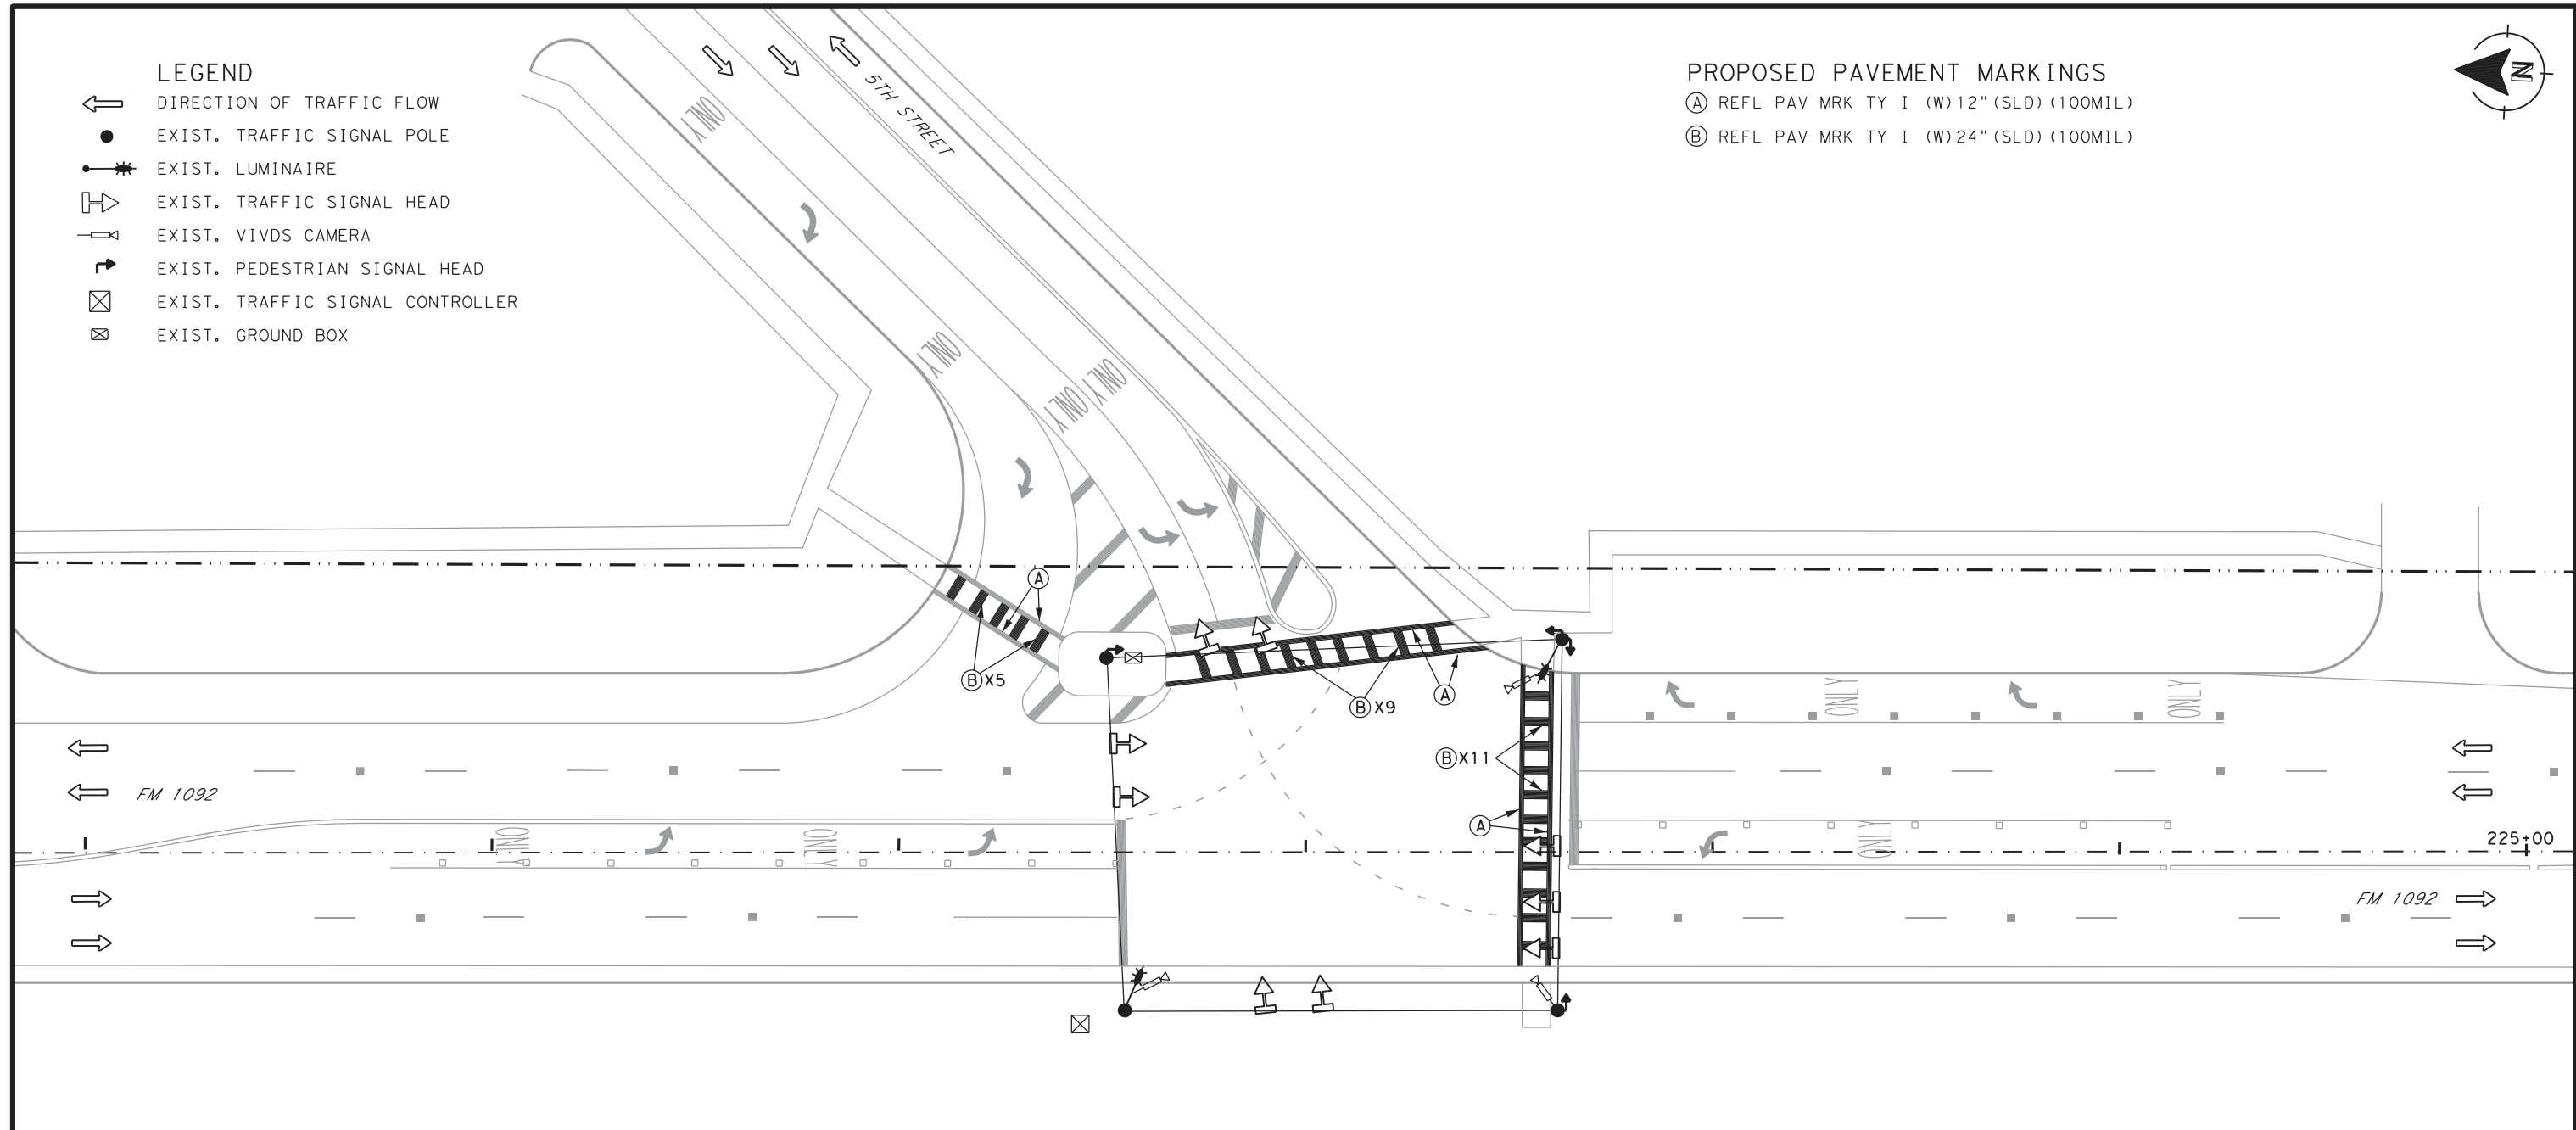 LEGEND
DIRECTION OF TRAFFIC FLOW
EXIST. TRAFFIC SIGNAL POLE
EXIST. LUMINAIRE
EXIST. TRAFFIC SIGNAL HEAD
EXIST. VIVDS CAMERA
EXIST. PEDESTRIAN SIGNAL HEAD
EXIST. TRAFFIC SIGNAL CONTROLLER
EXIST. GROUND BOX
PROPOSED PAVEMENT MARKINGS
A REFL PAV MRK TY I (W)12"(SLD)(100MIL)
B REFL PAV MRK TY I (W)24"(SLD)(100MIL)
N
5TH STREET
ONLY
ONLY
ONLY
ONLY
A
B X5
A
B X9
B X11
A
ONLY
ONLY
FM 1092
ONLY
ONLY
ONLY
225+00
FM 1092